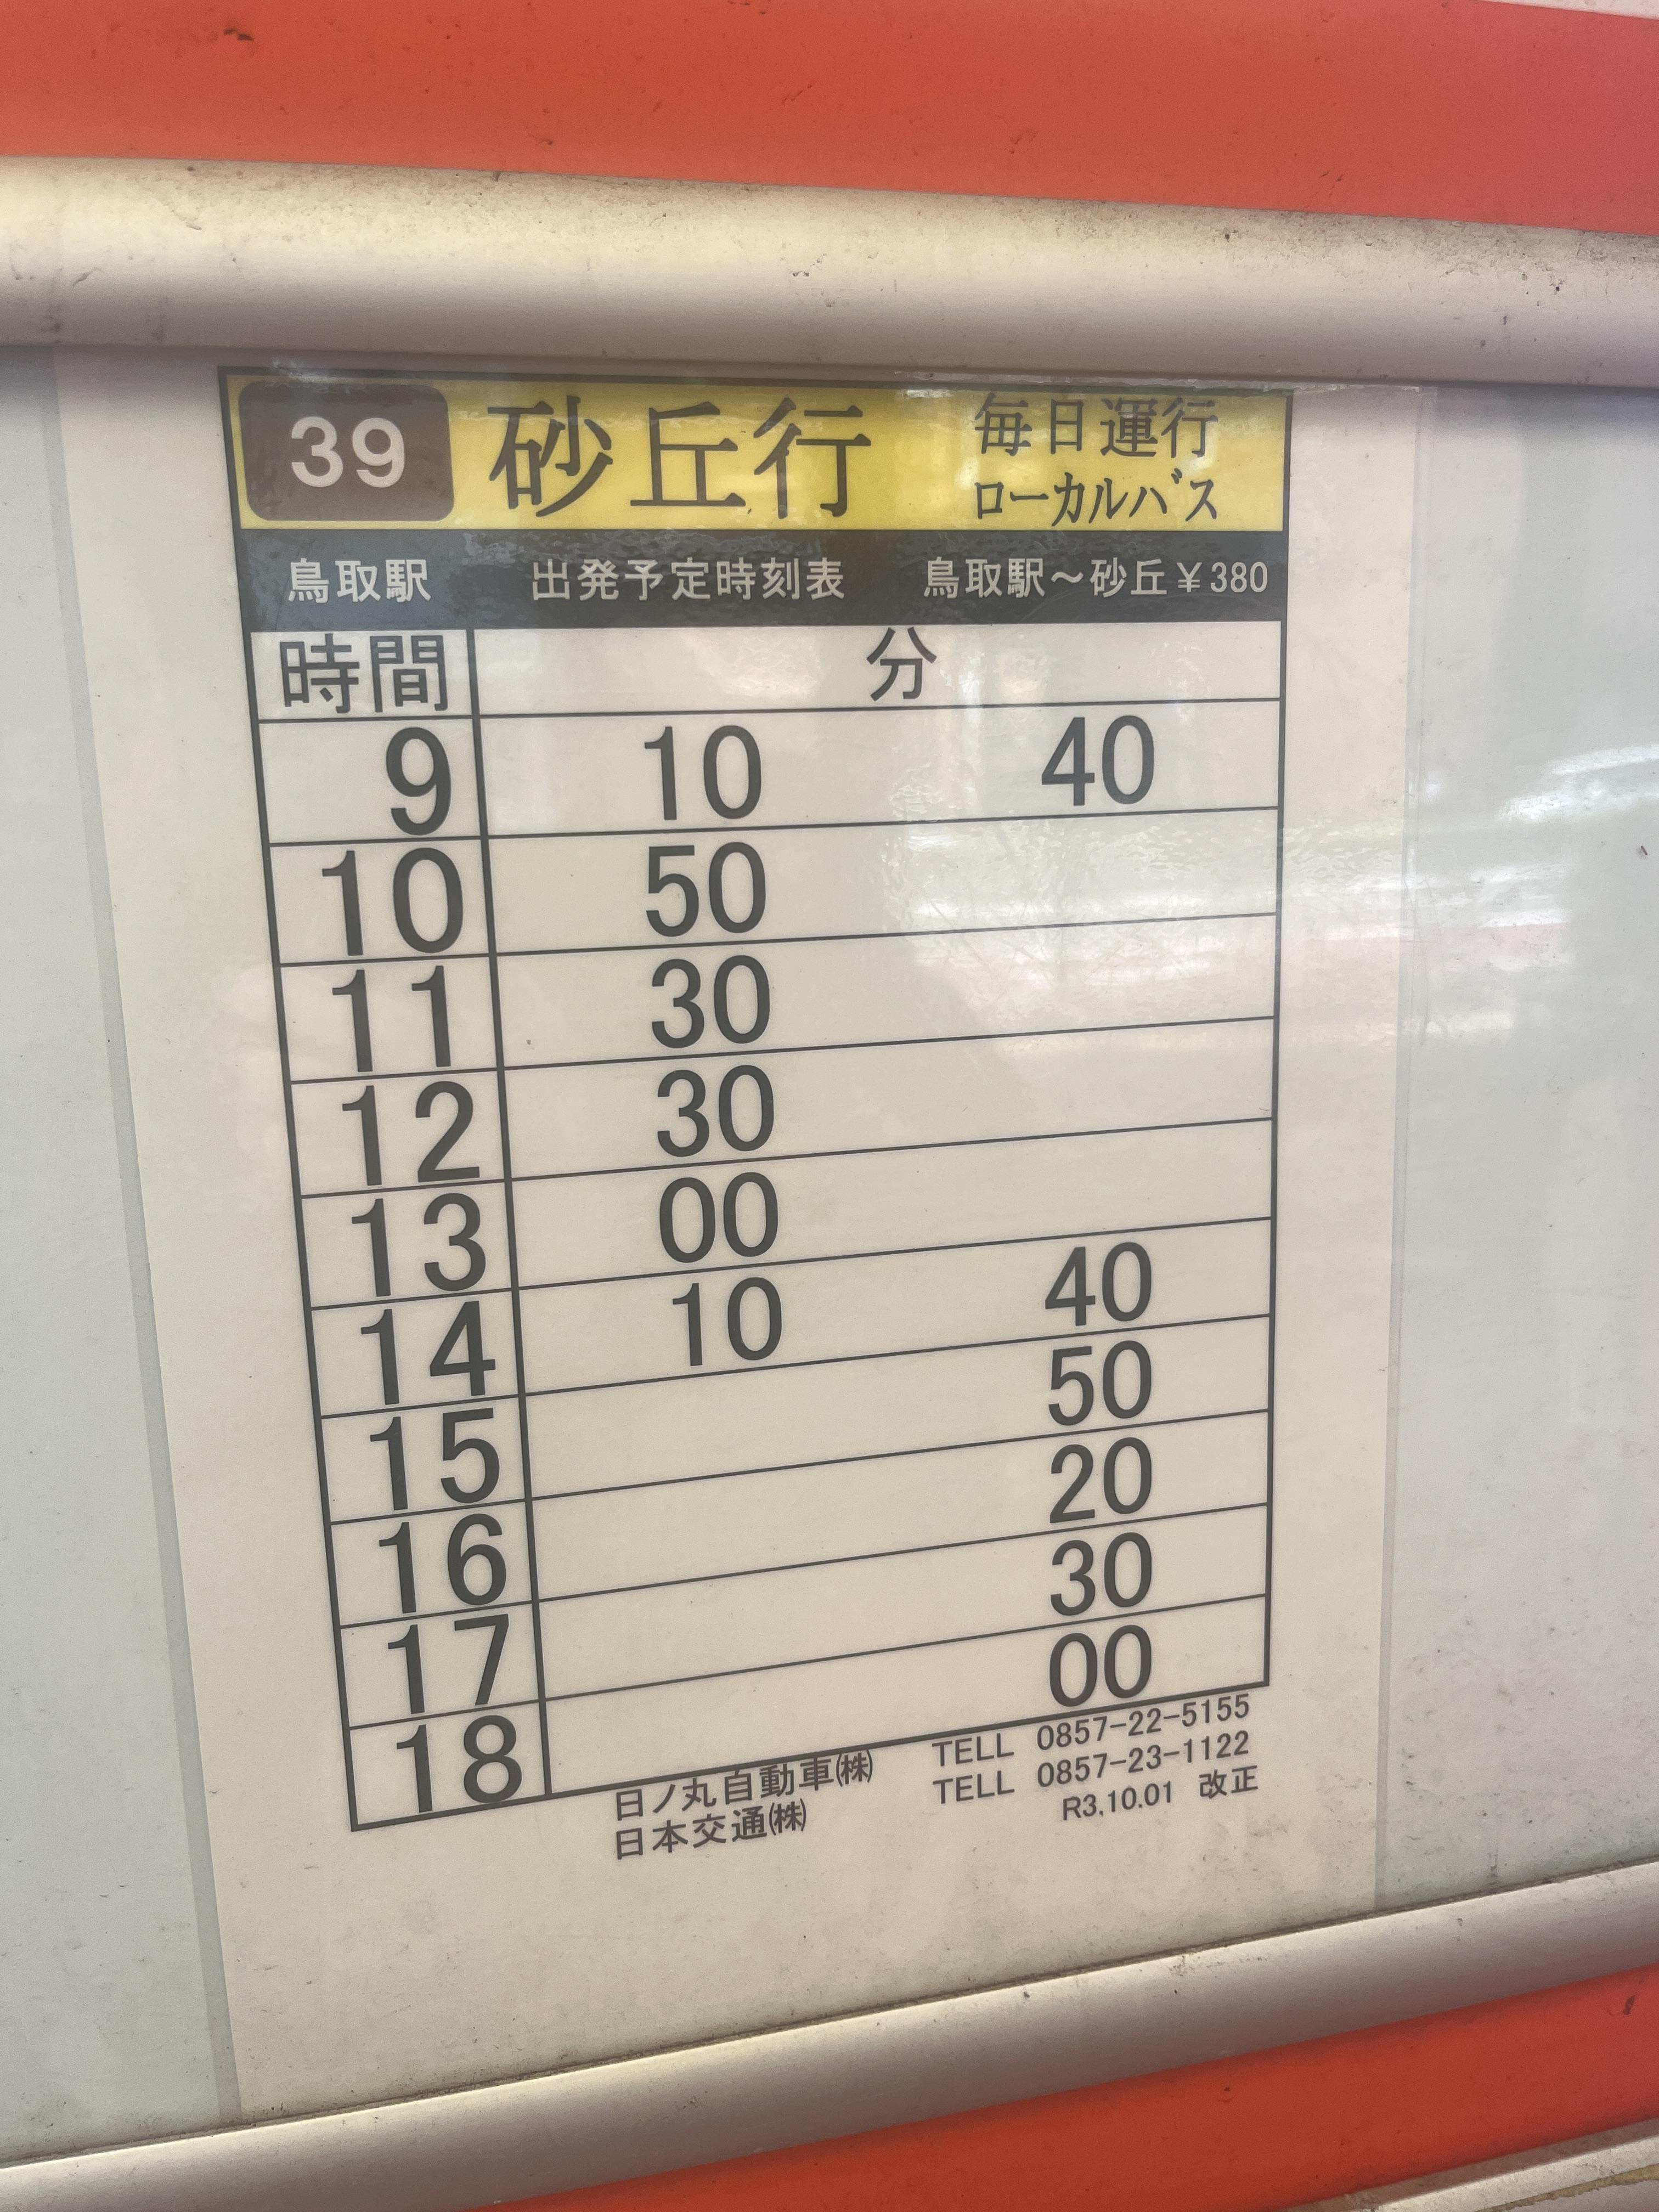 39 砂丘行 毎日運行
ローカルバス
鳥取駅 出発予定時刻表 鳥取駅～砂丘￥380
時間 分
9 10 40
10 50
11 30
12 30
13 00
14 10 40
15 50
16 20
17 30
18 00
日ノ丸自動車㈱ TELL 0857-22-5155
日本交通㈱ TELL 0857-23-1122
R3.10.01 改正